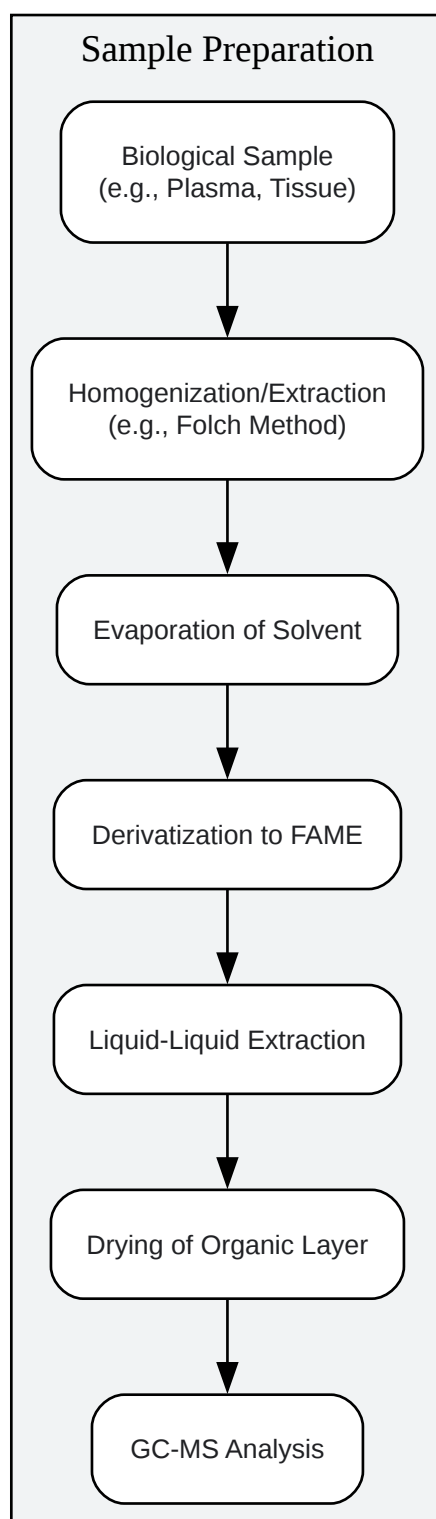 Sample Preparation
Biological Sample
(e.g., Plasma, Tissue)
Homogenization/Extraction
(e.g., Folch Method)
Evaporation of Solvent
Derivatization to FAME
Liquid-Liquid Extraction
Drying of Organic Layer
GC-MS Analysis